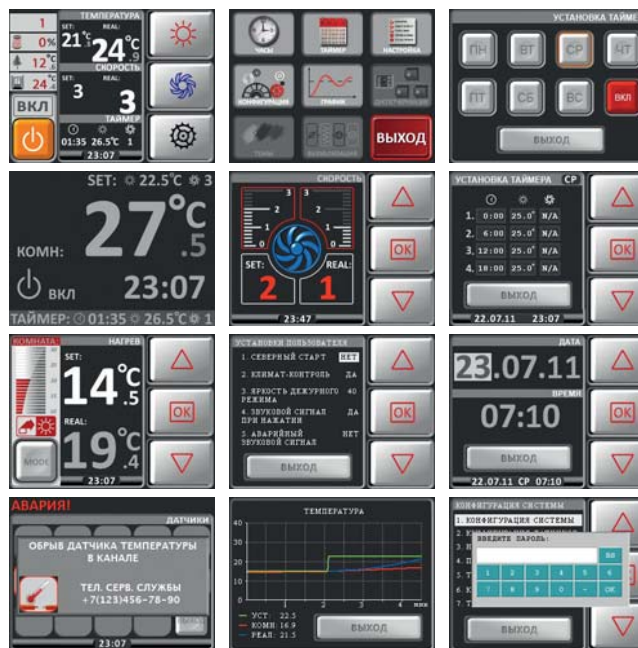 ТЕМПЕРАТУРА
1
0%
12°C
24°C
ВКЛ
SET: REAL:
21°C .5
24°C .9
СКОРОСТЬ
SET: REAL:
3 3
ТАЙМЕР
01:35 26.5°C 1
23:07
ЧАСЫ ТАЙМЕР НАСТРОЙКА
КОНФИГУРАЦИЯ ГРАФИК
ВЫХОД
УСТАНОВКА ТАЙМЕ
ПН ВТ СР ЧТ
ПТ СБ ВС ВКЛ
ВЫХОД
SET: 22.5°C 3
КОМН: 27°C .5
ВКЛ 23:07
ТАЙМЕР: 01:35 26.5°C 1
СКОРОСТЬ
3 3
2 2
1 1
0 0
SET: REAL:
2 1
OK
23:47
УСТАНОВКА ТАЙМЕРА СР
1. 0:00 25.0° N/A
2. 6:00 25.0° N/A
3. 12:00 25.0° N/A
4. 18:00 25.0° N/A
ВЫХОД
OK
22.07.11 23:07
КОМНАТА: НАГРЕВ
SET:
14°C .5
REAL:
19°C .4
MODE
OK
23:07
УСТАНОВКИ ПОЛЬЗОВАТЕЛЯ
1. СЕВЕРНЫЙ СТАРТ НЕТ
2. КЛИМАТ-КОНТРОЛЬ ДА
3. ЯРКОСТЬ ДЕЖУРНОГО 40
РЕЖИМА
4. ЗВУКОВОЙ СИГНАЛ ДА
ПРИ НАЖАТИИ
5. АВАРИЙНЫЙ НЕТ
ЗВУКОВОЙ СИГНАЛ
ВЫХОД
OK
ДАТА
23.07.11
ВРЕМЯ
07:10
ВЫХОД
OK
22.07.11 СР 07:10
АВАРИЯ!
ДАТЧИКИ
ОБРЫВ ДАТЧИКА ТЕМПЕРАТУРЫ
В КАНАЛЕ
ТЕЛ. СЕРВ. СЛУЖБЫ
+7(123)456-78-90
23:07
ТЕМПЕРАТУРА
40
30
20
10
0
1 2 3 4 мин
УСТ: 22.5
КОМН: 16.9
РЕАЛ: 21.5
ВЫХОД
КОНФИГУРАЦИЯ СИСТЕМЫ
1. КОНФИГУРАЦИЯ СИСТЕМЫ
ВВЕДИТЕ ПАРОЛЬ:
1 2 3 4 5 6
7 8 9 0 - OK
ВЫХОД